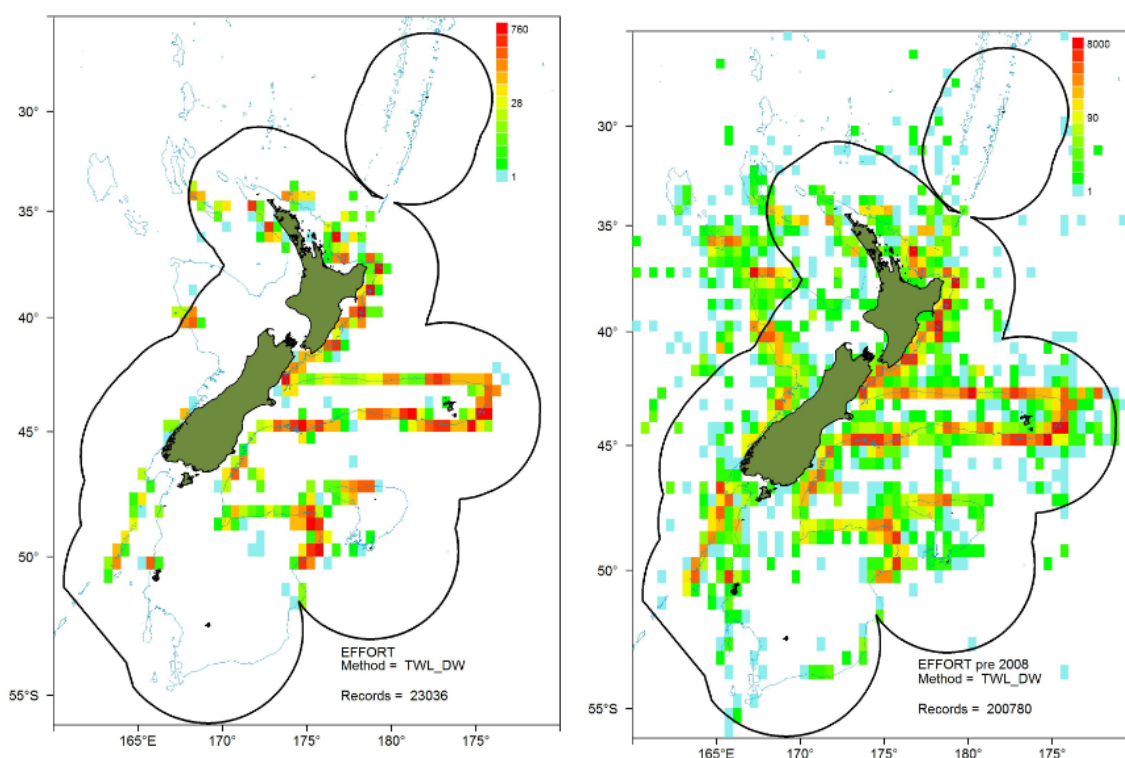 760
28
1
30°
35°
40°
45°
50°
55°S
EFFORT
Method = TWL_DW
Records = 23036
165°E
170°
175°
180°
175°
8000
90
1
30°
35°
40°
45°
50°
55°S
EFFORT pre 2008
Method = TWL_DW
Records = 200780
165°E
170°
175°
180°
175°